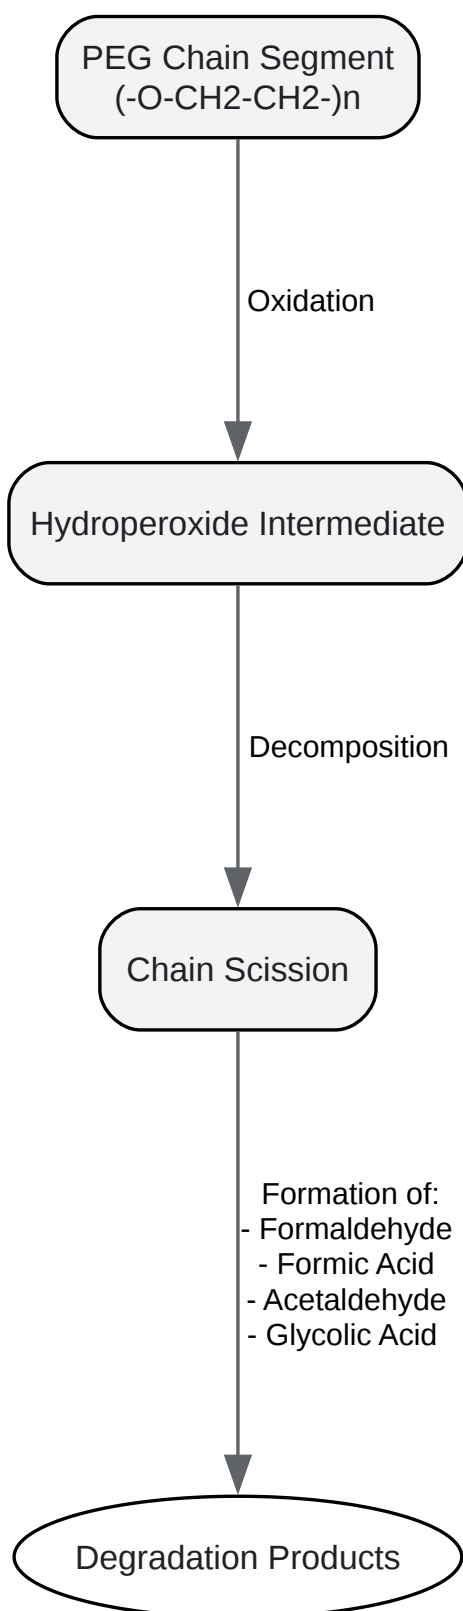 PEG Chain Segment
(-O-CH2-CH2-)n
Oxidation
Hydroperoxide Intermediate
Decomposition
Chain Scission
Formation of:
- Formaldehyde
- Formic Acid
- Acetaldehyde
- Glycolic Acid
Degradation Products